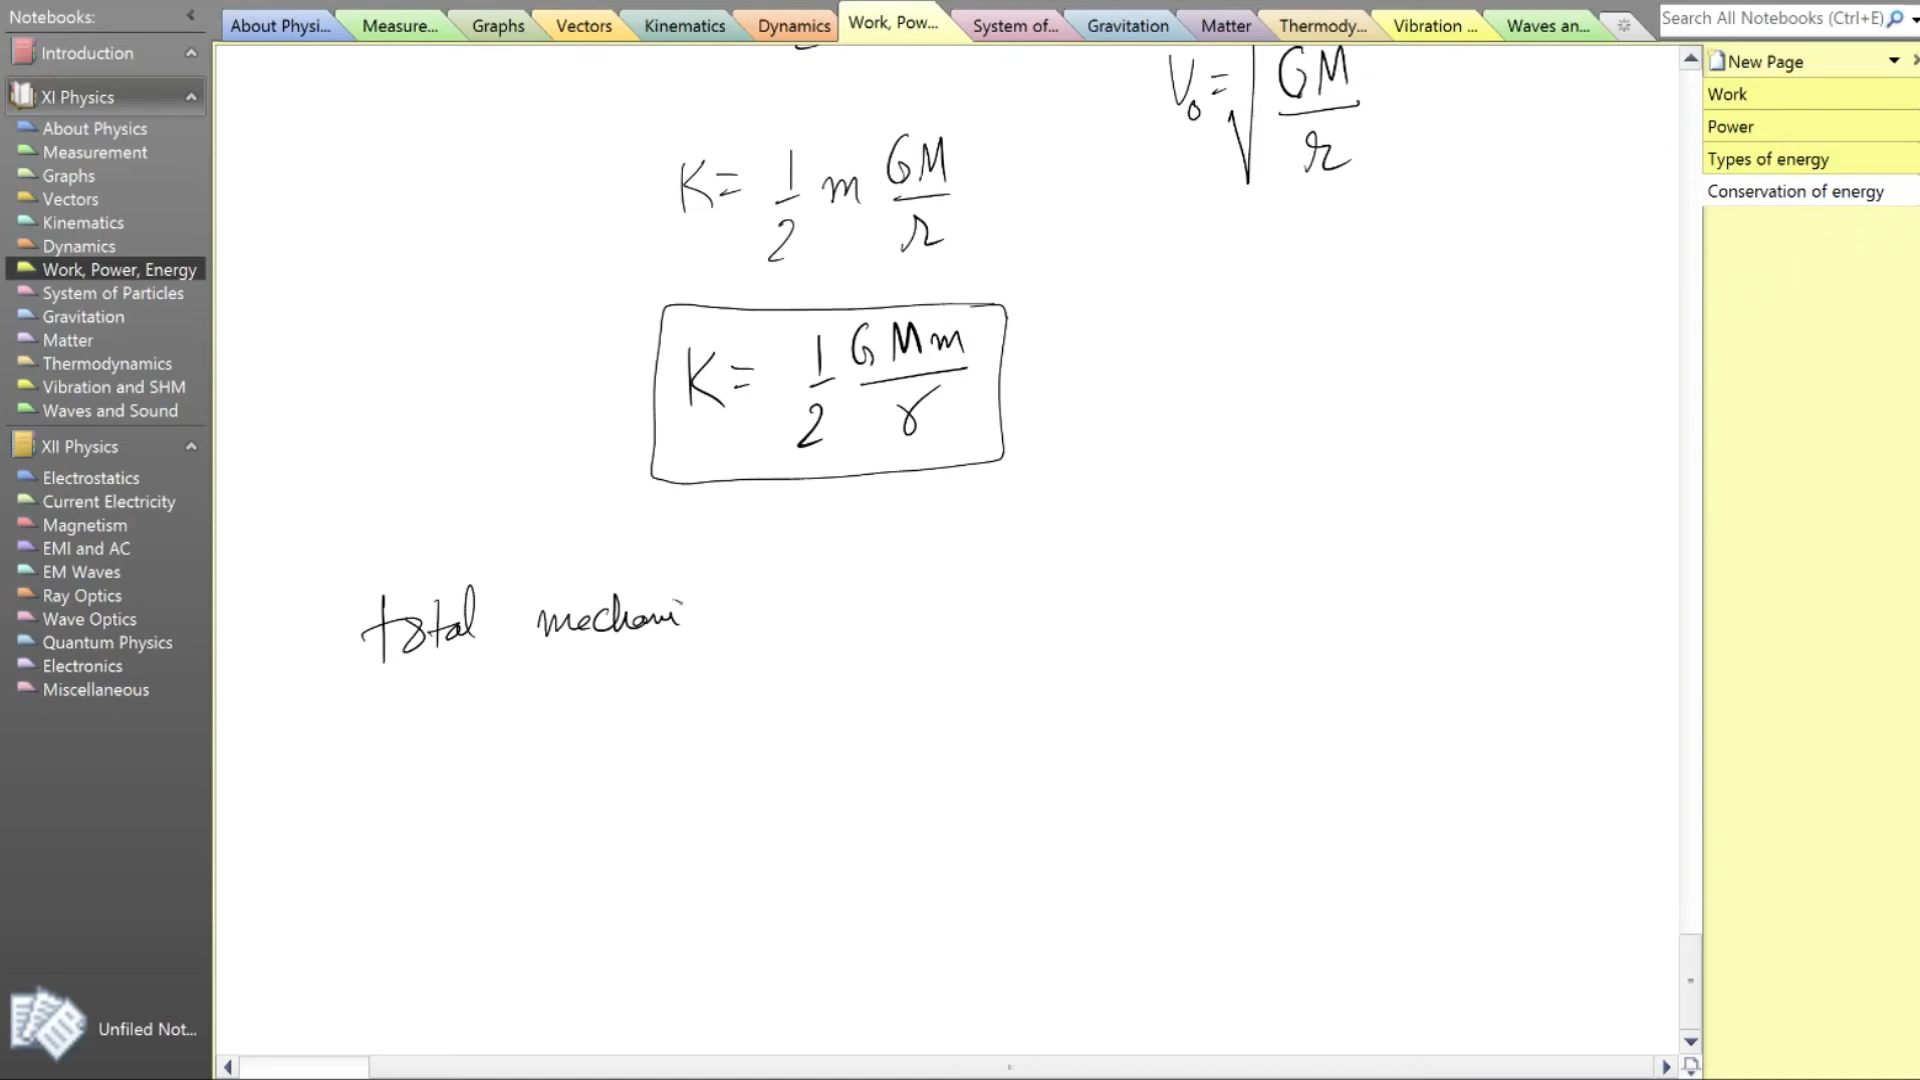 Notebooks:
Introduction
XI Physics
About Physics
Measurement
Graphs
Vectors
Kinematics
Dynamics
Work, Power, Energy
System of Particles
Gravitation
Matter
Thermodynamics
Vibration and SHM
Waves and Sound
XII Physics
Electrostatics
Current Electricity
Magnetism
EMI and AC
EM Waves
Ray Optics
Wave Optics
Quantum Physics
Electronics
Miscellaneous
Unfiled Not...
About Physi... Measure... Graphs Vectors Kinematics Dynamics Work, Pow... System of... Gravitation Matter Thermody... Vibration ... Waves an...
V₀ = √(GM/r)
K = 1/2 m GM/r
K = 1/2 GMm/r
total mechani
Search All Notebooks (Ctrl+E)
New Page
Work
Power
Types of energy
Conservation of energy